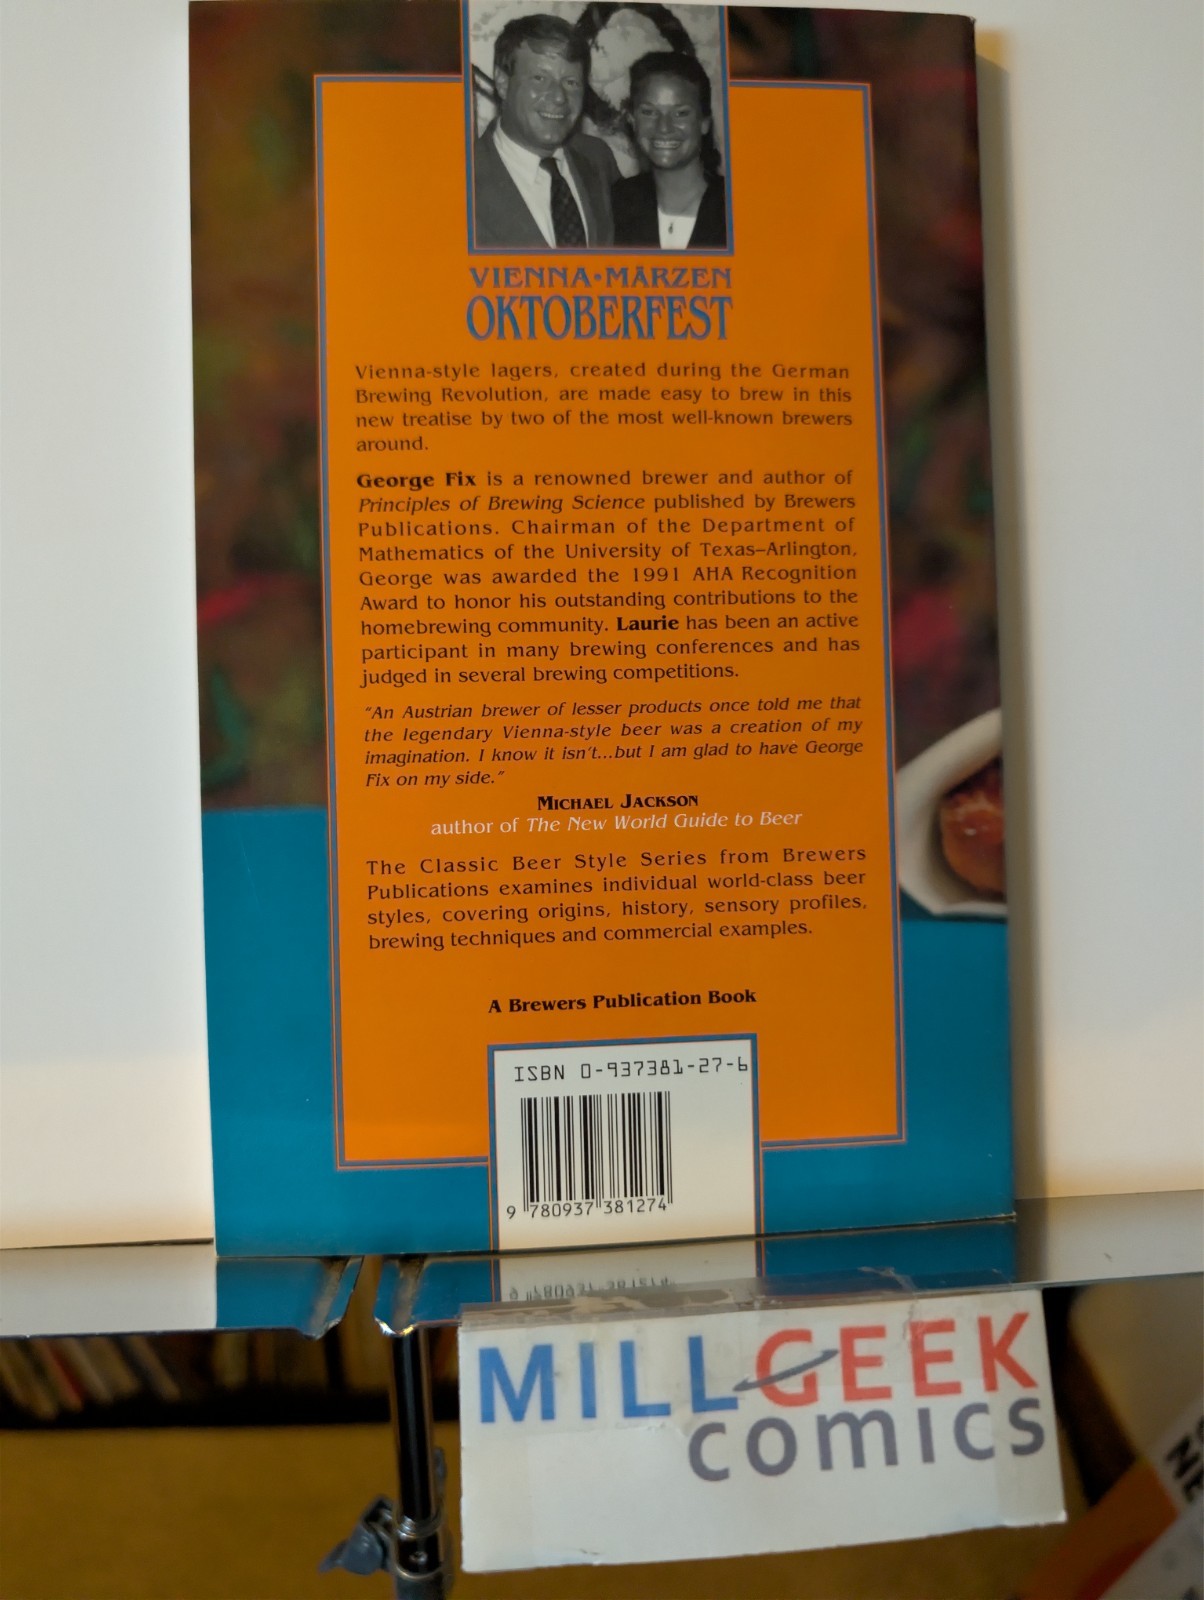 VIENNA•MÄRZEN
OKTOBERFEST
Vienna-style lagers, created during the German
Brewing Revolution, are made easy to brew in this
new treatise by two of the most well-known brewers
around.
George Fix is a renowned brewer and author of
Principles of Brewing Science published by Brewers
Publications. Chairman of the Department of
Mathematics of the University of Texas–Arlington,
George was awarded the 1991 AHA Recognition
Award to honor his outstanding contributions to the
homebrewing community. Laurie has been an active
participant in many brewing conferences and has
judged in several brewing competitions.
"An Austrian brewer of lesser products once told me that
the legendary Vienna-style beer was a creation of my
imagination. I know it isn't...but I am glad to have George
Fix on my side."
MICHAEL JACKSON
author of The New World Guide to Beer
The Classic Beer Style Series from Brewers
Publications examines individual world-class beer
styles, covering origins, history, sensory profiles,
brewing techniques and commercial examples.
A Brewers Publication Book
ISBN 0-937381-27-6
9 780937 381274
MILLGEEK
comics
NE